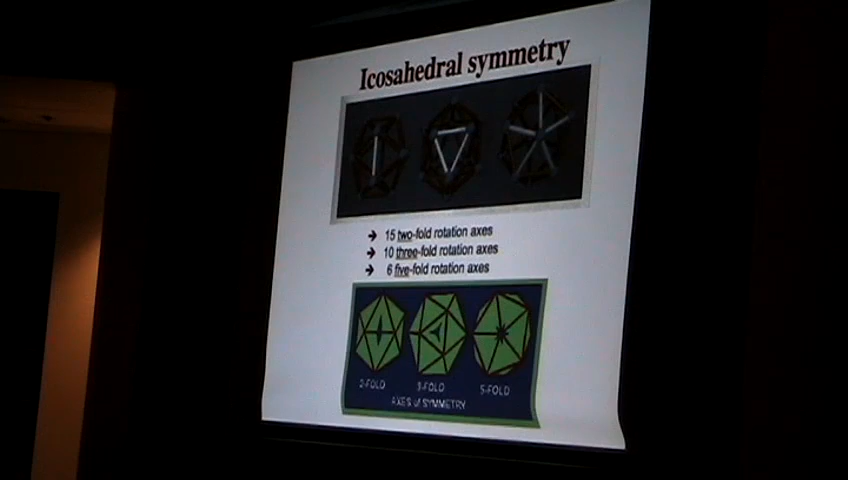 Icosahedral symmetry
➔ 15 two-fold rotation axes
➔ 10 three-fold rotation axes
➔ 6 five-fold rotation axes
2-FOLD 3-FOLD 5-FOLD
AXES of SYMMETRY